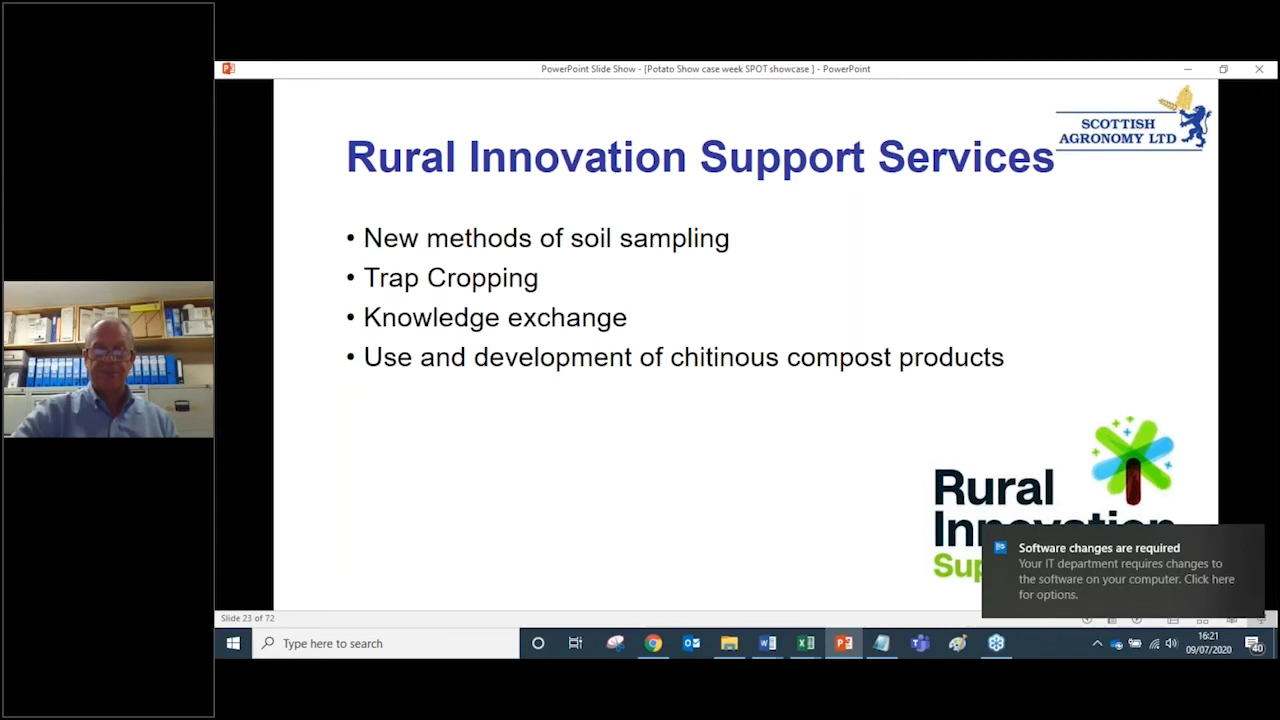 PowerPoint Slide Show - [Potato Show case week SPOT showcase ] - PowerPoint
SCOTTISH
AGRONOMY LTD
Rural Innovation Support Services
• New methods of soil sampling
• Trap Cropping
• Knowledge exchange
• Use and development of chitinous compost products
Rural
Innovation
Sup
Software changes are required
Your IT department requires changes to
the software on your computer. Click here
for options.
Slide 23 of 72
Type here to search
16:21
09/07/2020
40